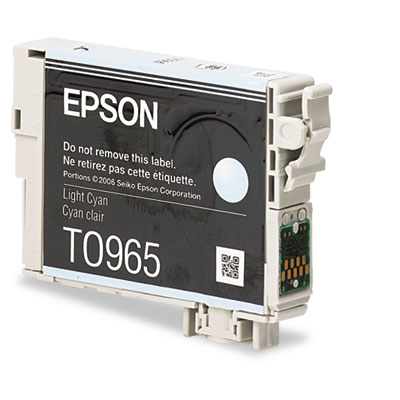 EPSON
Do not remove this label.
Ne retirez pas cette étiquette.
Portions ©2006 Seiko Epson Corporation
Light Cyan
Cyan clair
T0965